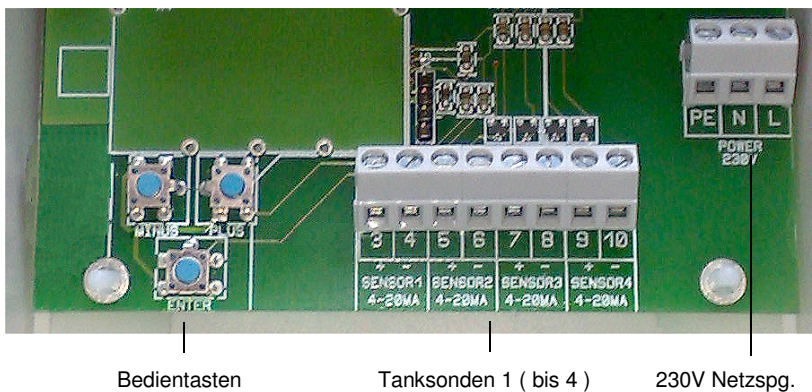 PE N L
POWER
230V
MINUS PLUS
ENTER
3 4 5 6 7 8 9 10
+ - + - + - + -
SENSOR1 SENSOR2 SENSOR3 SENSOR4
4-20MA 4-20MA 4-20MA 4-20MA
Bedientasten Tanksonden 1 ( bis 4 ) 230V Netzspg.